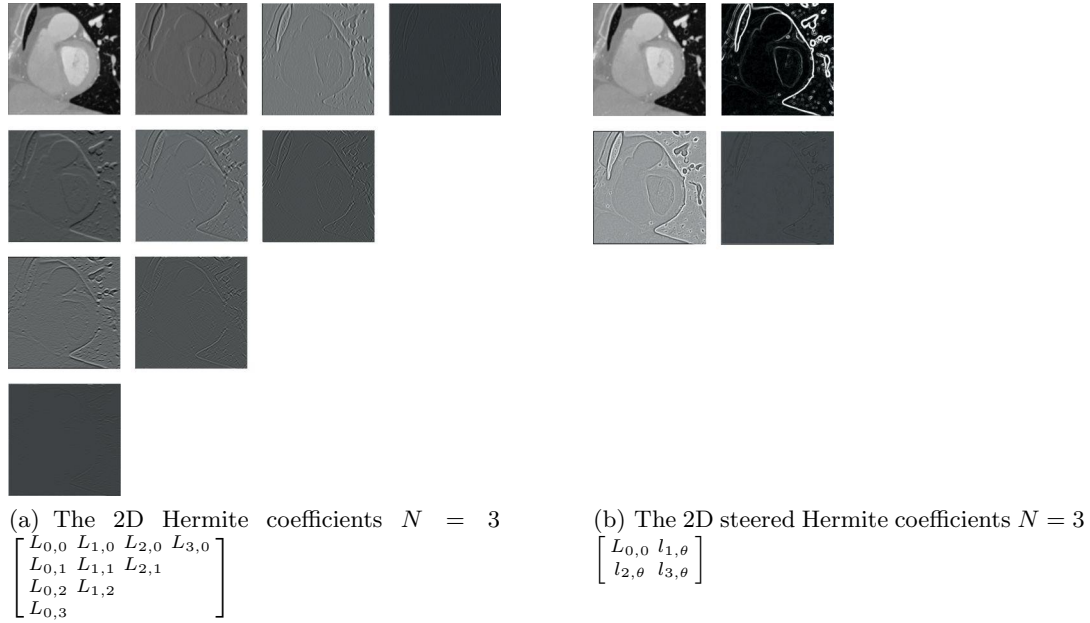 (a) The 2D Hermite coefficients N = 3
L0,0 L1,0 L2,0 L3,0
L0,1 L1,1 L2,1
L0,2 L1,2
L0,3
(b) The 2D steered Hermite coefficients N = 3
L0,0 l1,θ
l2,θ l3,θ